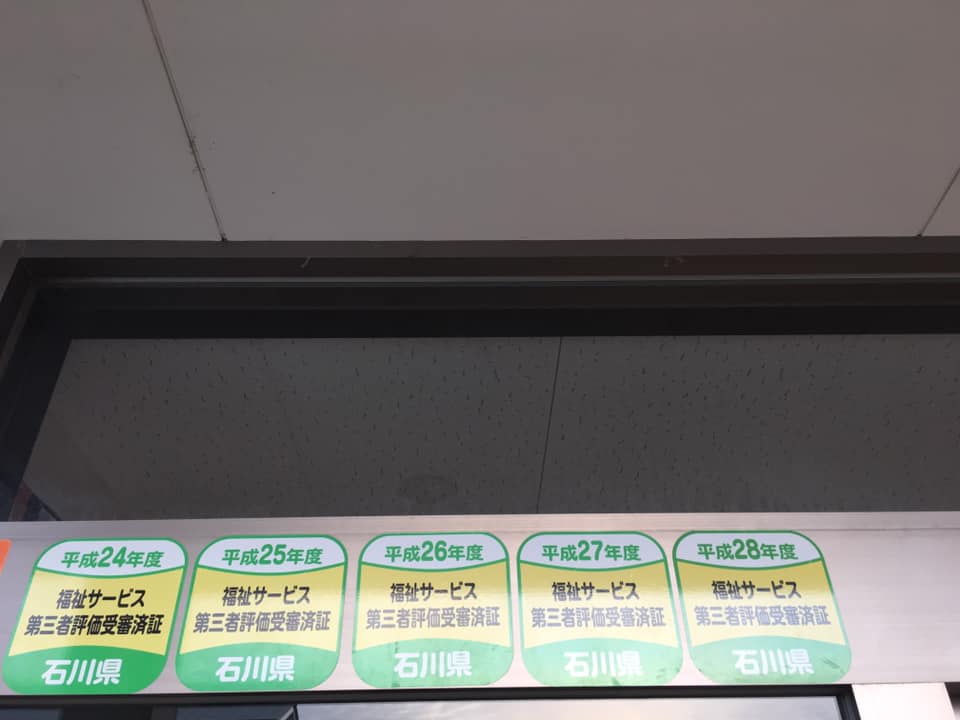 平成24年度
福祉サービス
第三者評価受審済証
石川県
平成25年度
福祉サービス
第三者評価受審済証
石川県
平成26年度
福祉サービス
第三者評価受審済証
石川県
平成27年度
福祉サービス
第三者評価受審済証
石川県
平成28年度
福祉サービス
第三者評価受審済証
石川県